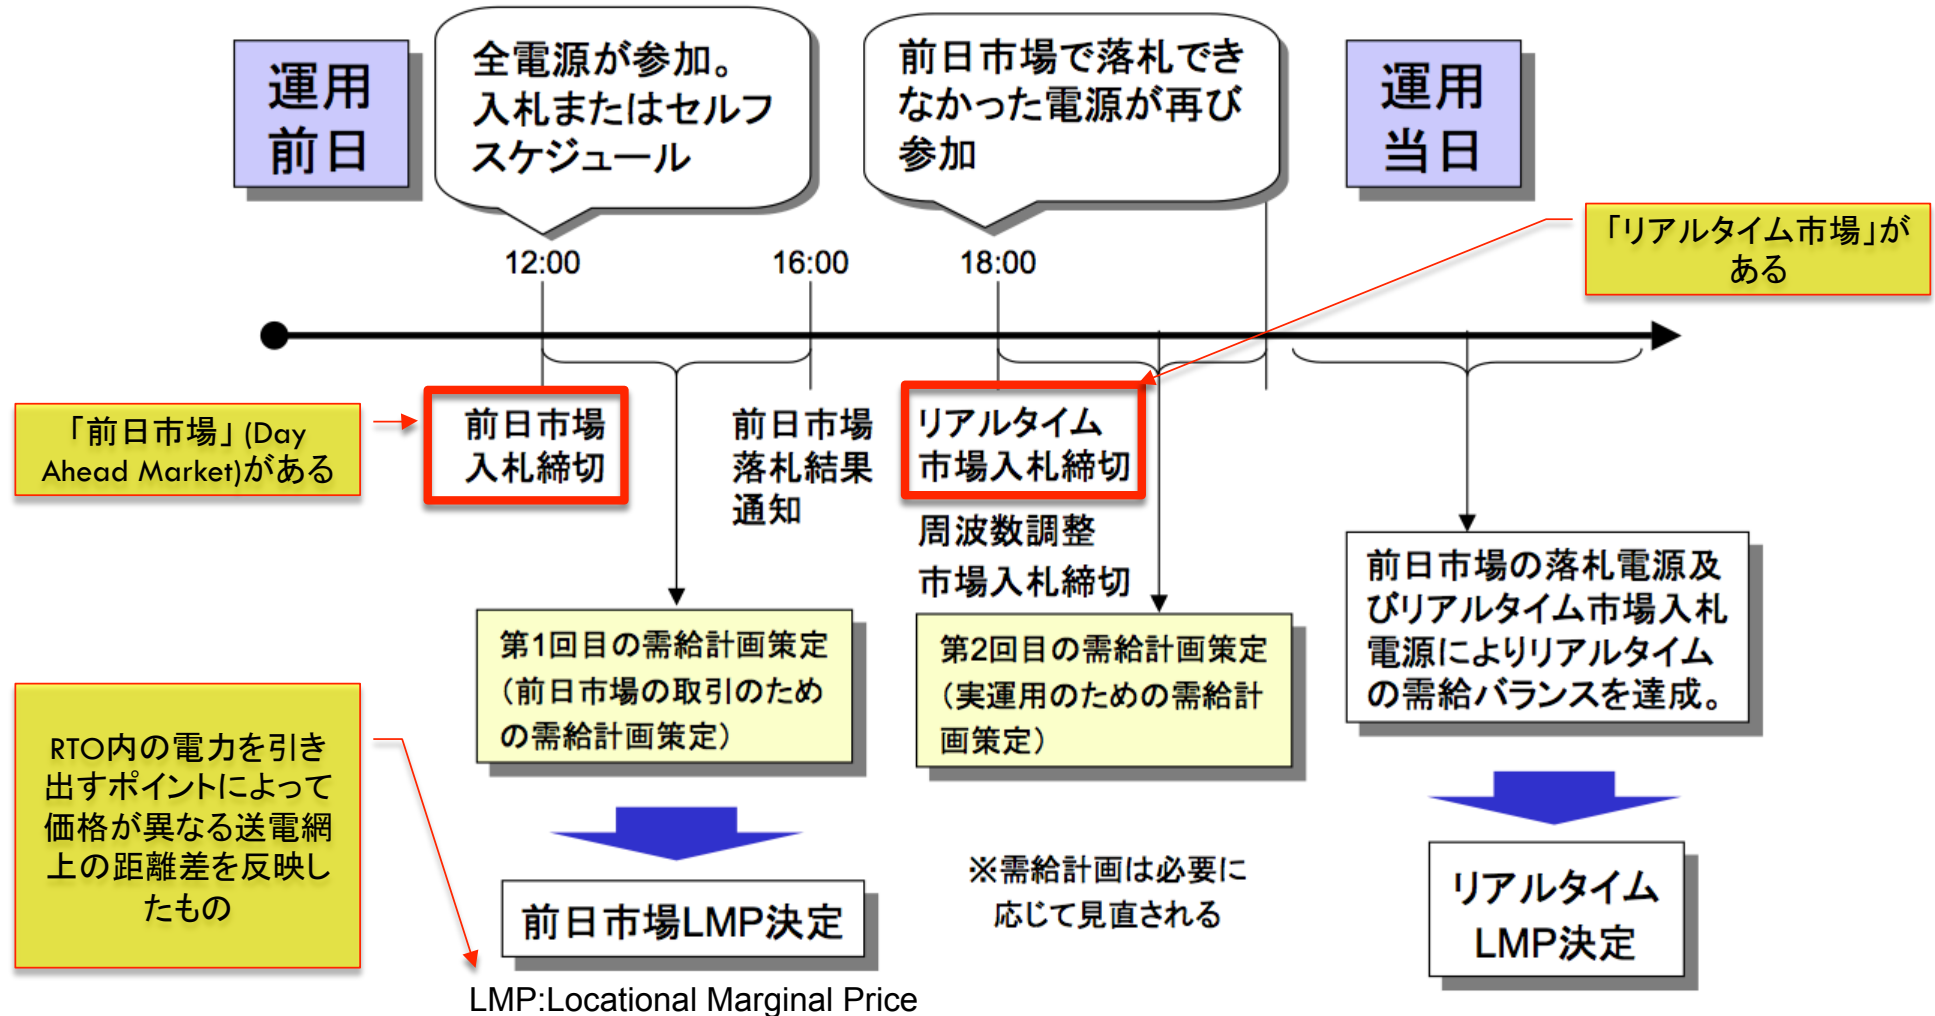 運用
前日
全電源が参加。
入札またはセルフ
スケジュール
前日市場で落札でき
なかった電源が再び
参加
運用
当日
「リアルタイム市場」が
ある
12:00
16:00
18:00
「前日市場」(Day
Ahead Market)がある
前日市場
入札締切
前日市場
落札結果
通知
リアルタイム
市場入札締切
周波数調整
市場入札締切
第1回目の需給計画策定
（前日市場の取引のため
の需給計画策定）
第2回目の需給計画策定
（実運用のための需給計
画策定）
前日市場の落札電源及
びリアルタイム市場入札
電源によりリアルタイム
の需給バランスを達成。
RTO内の電力を引き
出すポイントによって
価格が異なる送電網
上の距離差を反映し
たもの
前日市場LMP決定
※需給計画は必要に
応じて見直される
リアルタイム
LMP決定
LMP:Locational Marginal Price